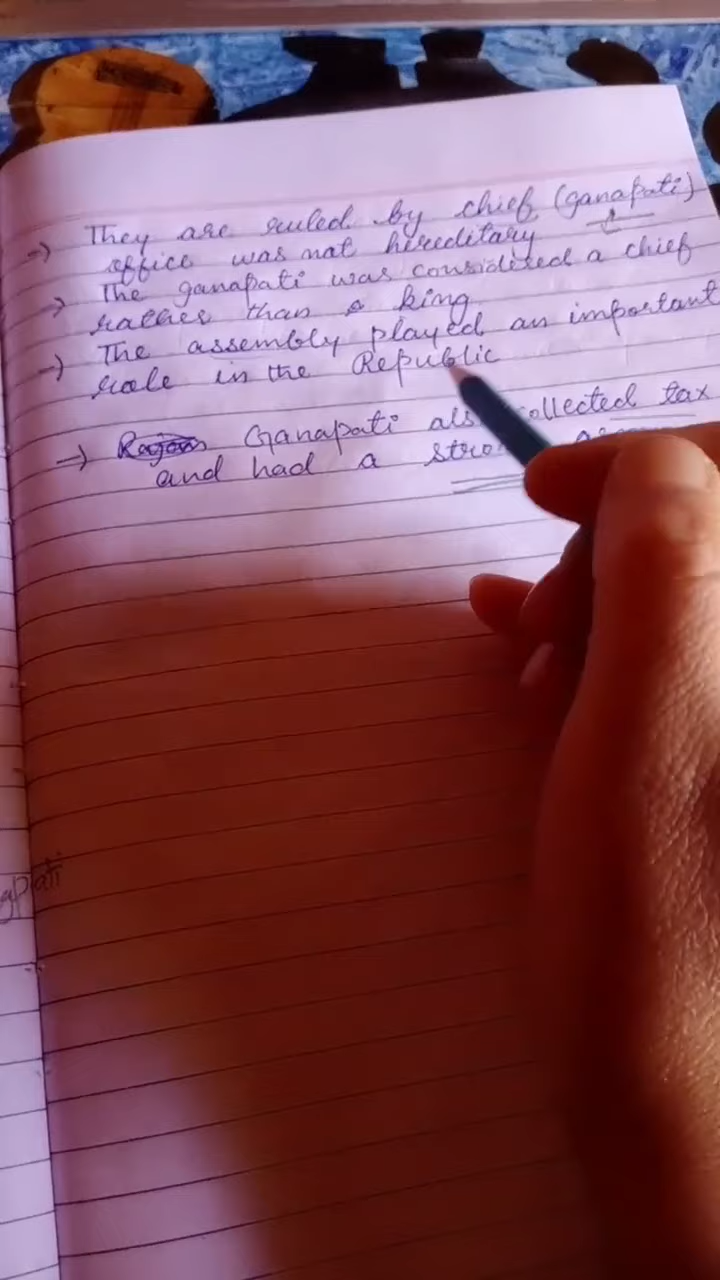 → They are ruled by chief (ganapati)
office was not hereditary
→ The ganapati was considered a chief
rather than a king
→ The assembly played an important
role in the Republic
→ Ganapati also collected tax
and had a